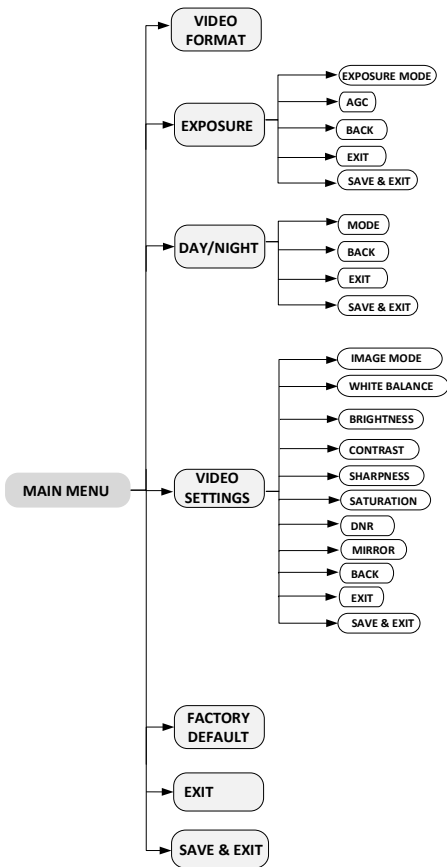 MAIN MENU
VIDEO
FORMAT
EXPOSURE
EXPOSURE MODE
AGC
BACK
EXIT
SAVE & EXIT
DAY/NIGHT
MODE
BACK
EXIT
SAVE & EXIT
VIDEO
SETTINGS
IMAGE MODE
WHITE BALANCE
BRIGHTNESS
CONTRAST
SHARPNESS
SATURATION
DNR
MIRROR
BACK
EXIT
SAVE & EXIT
FACTORY
DEFAULT
EXIT
SAVE & EXIT